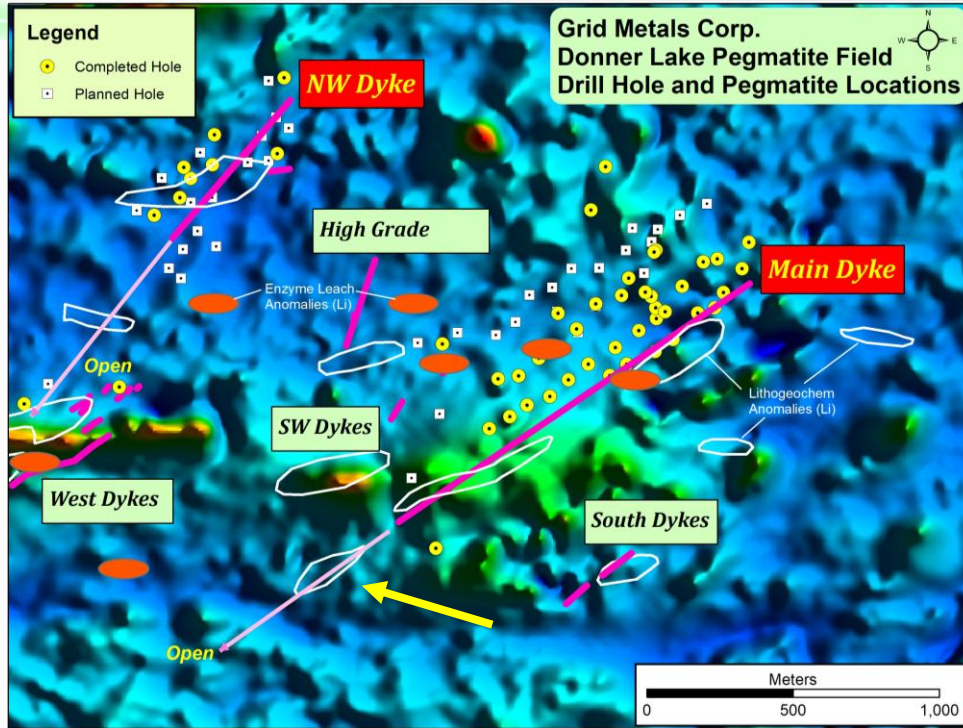 Legend
Completed Hole
Planned Hole
Grid Metals Corp.
Donner Lake Pegmatite Field
Drill Hole and Pegmatite Locations
N
W E
S
NW Dyke
High Grade
Main Dyke
Enzyme Leach
Anomalies (Li)
Open
Lithogeochem
Anomalies (Li)
SW Dykes
West Dykes
South Dykes
Open
Meters
0 500 1,000